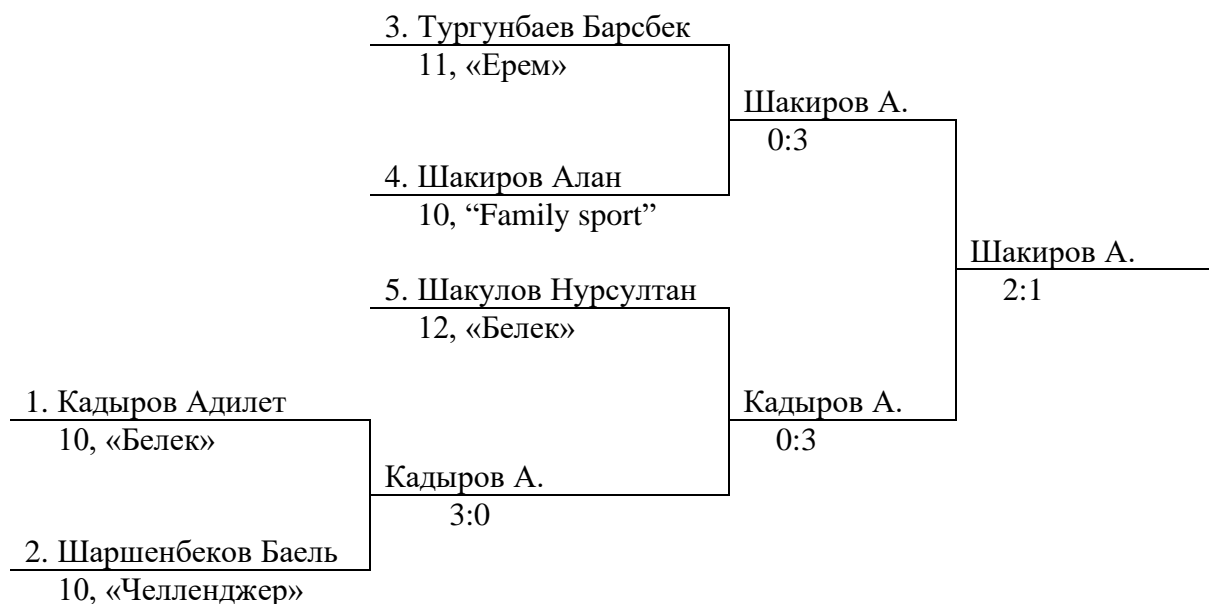 3. Тургунбаев Барсбек
11, «Ерем»
Шакиров А.
0:3
4. Шакиров Алан
10, “Family sport”
Шакиров А.
2:1
5. Шакулов Нурсултан
12, «Белек»
1. Кадыров Адилет
10, «Белек»
Кадыров А.
0:3
Кадыров А.
3:0
2. Шаршенбеков Баель
10, «Челленджер»